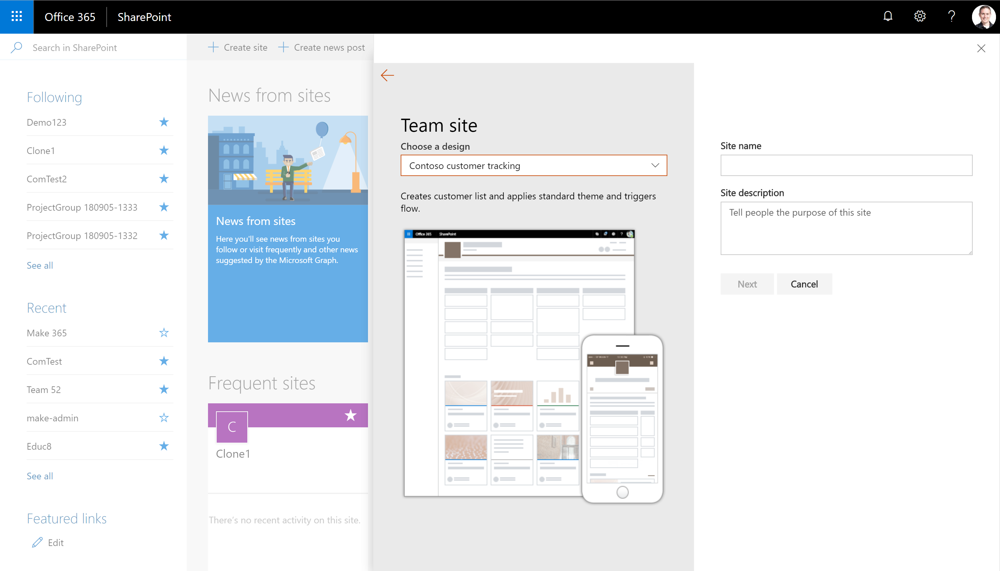 Office 365
SharePoint
Search in SharePoint
Create site
Create news post
Following
Demo123
Clone1
ComTest2
ProjectGroup 180905-1333
ProjectGroup 180905-1332
See all
Recent
Make 365
ComTest
Team 52
make-admin
Educ8
See all
Featured links
Edit
News from sites
News from sites
Here you'll see news from sites you
follow or visit frequently and other news
suggested by the Microsoft Graph.
Frequent sites
C
Clone1
There's no recent activity on this site.
Team site
Choose a design
Contoso customer tracking
Creates customer list and applies standard theme and triggers
flow.
Office 365 SharePoint
Site name
Site description
Tell people the purpose of this site
Next
Cancel